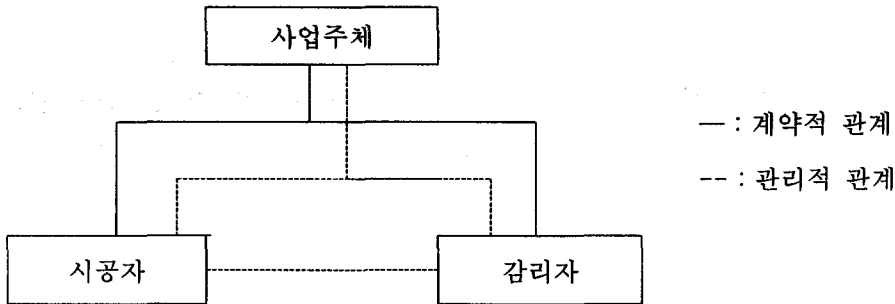 사업주체
— : 계약적 관계
-- : 관리적 관계
시공자
감리자